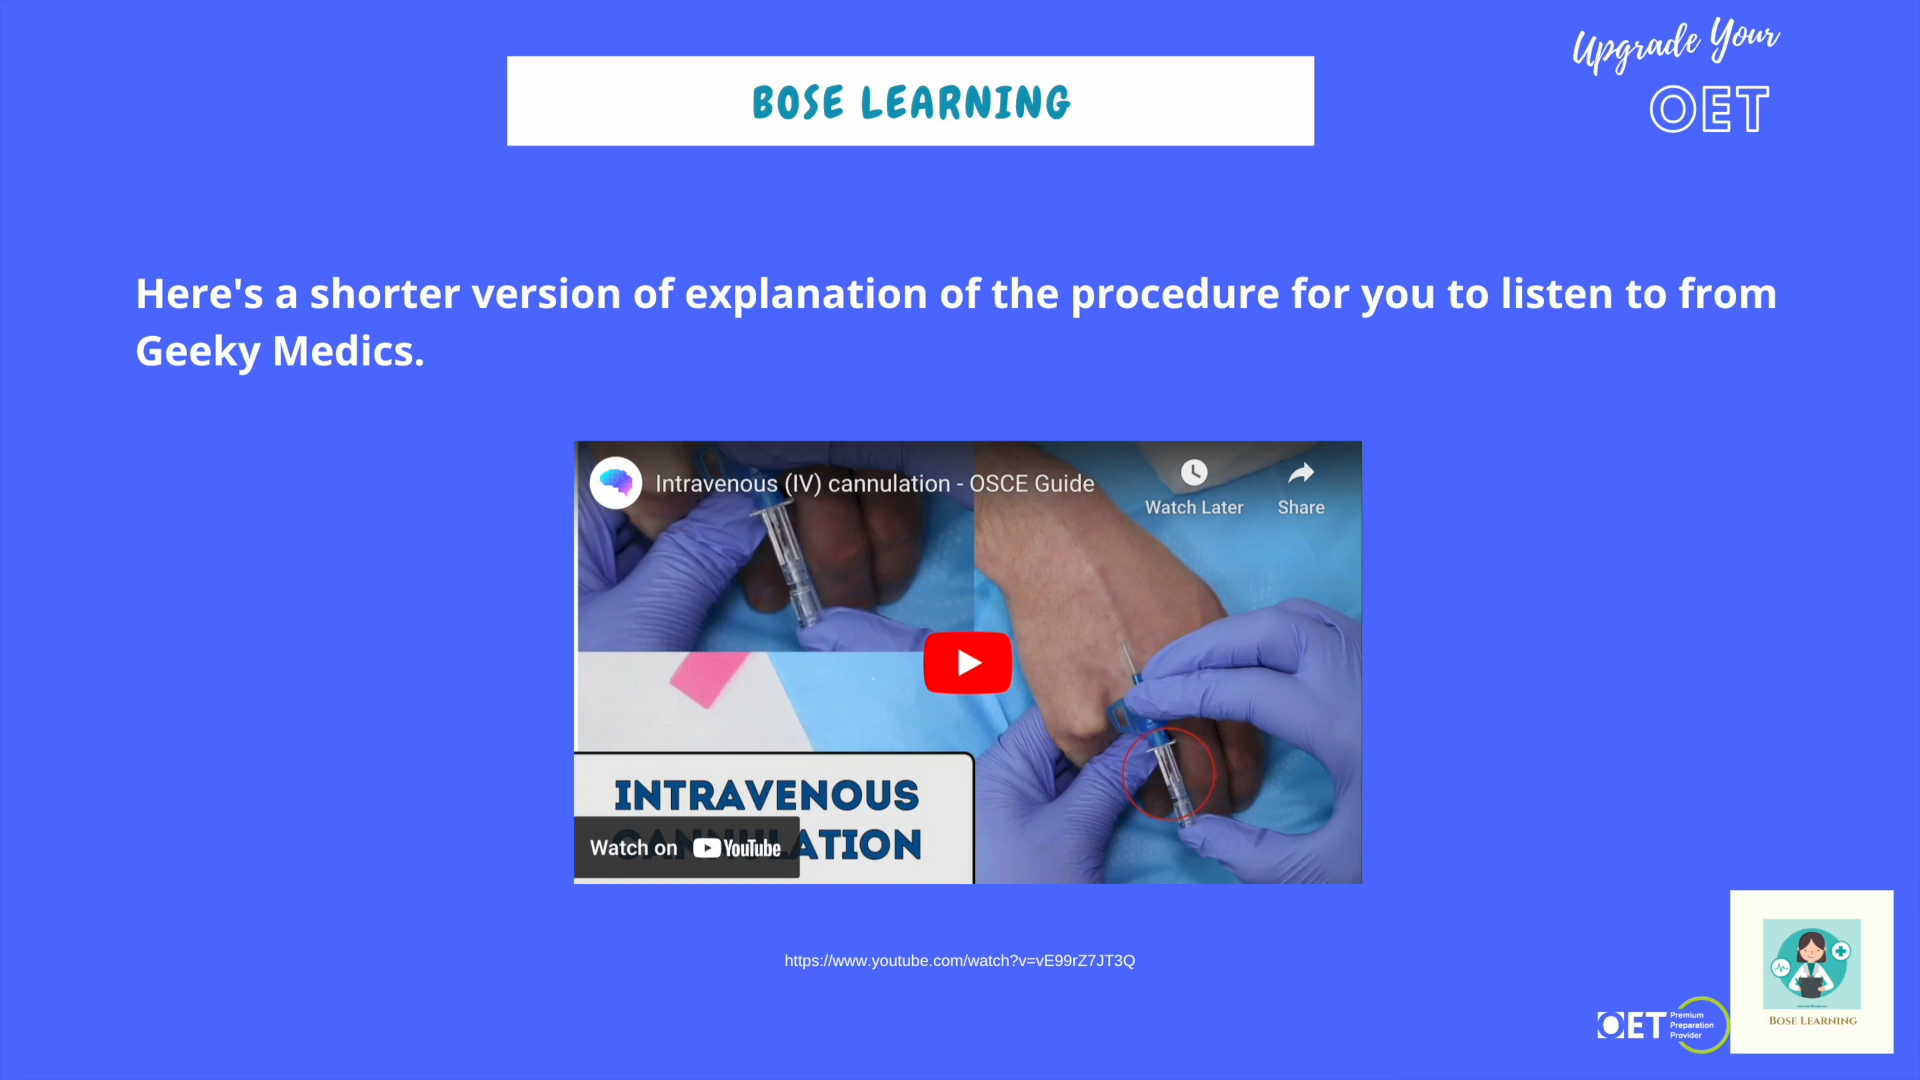 Upgrade Your
OET
BOSE LEARNING
Here's a shorter version of explanation of the procedure for you to listen to from
Geeky Medics.
Intravenous (IV) cannulation - OSCE Guide
Watch Later
Share
INTRAVENOUS
CANNULATION
Watch on YouTube
https://www.youtube.com/watch?v=vE99rZ7JT3Q
OET
Premium
Preparation
Provider
BOSE LEARNING